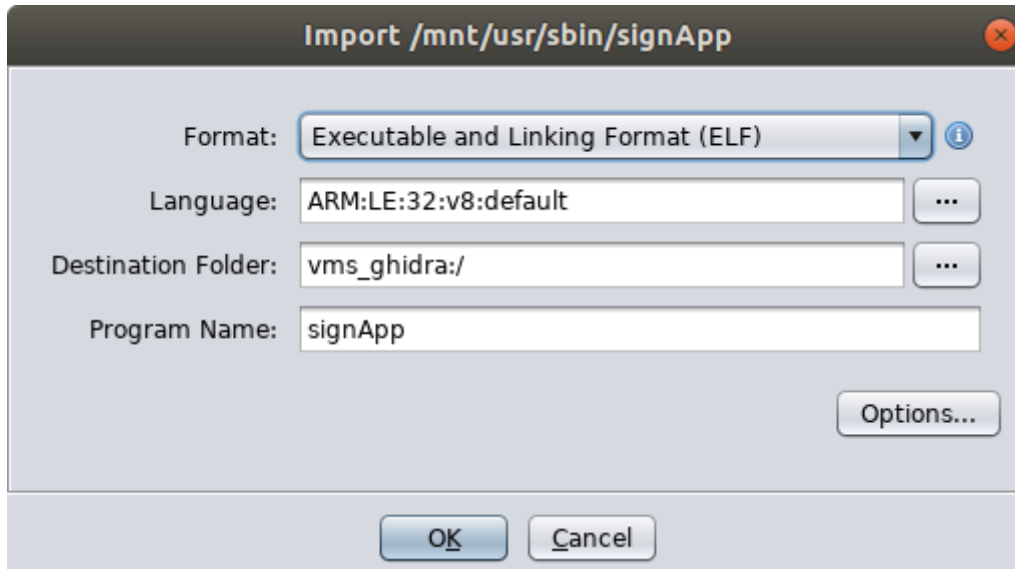 Import /mnt/usr/sbin/signApp
Format: Executable and Linking Format (ELF)
Language: ARM:LE:32:v8:default ...
Destination Folder: vms_ghidra:/ ...
Program Name: signApp
Options...
OK Cancel